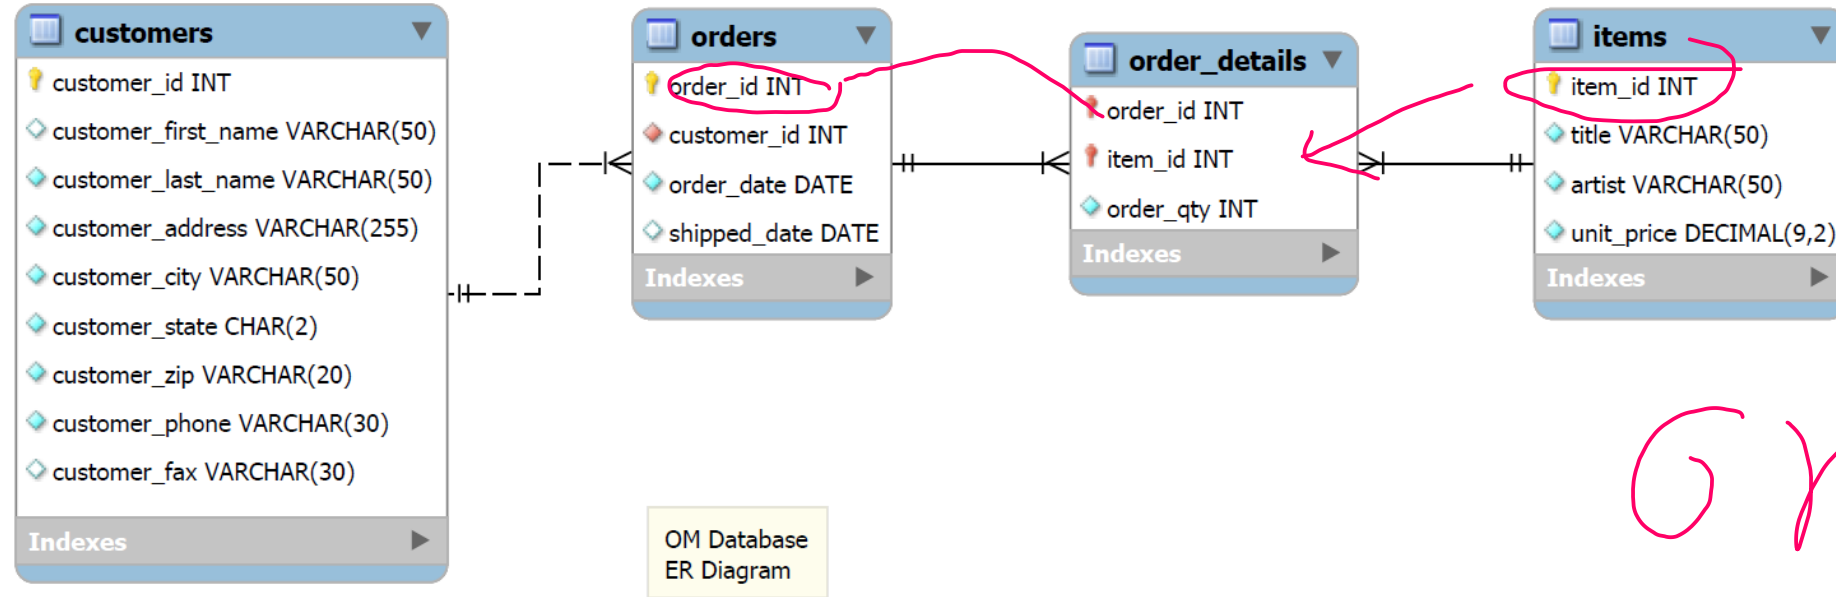 customers
customer_id INT
customer_first_name VARCHAR(50)
customer_last_name VARCHAR(50)
customer_address VARCHAR(255)
customer_city VARCHAR(50)
customer_state CHAR(2)
customer_zip VARCHAR(20)
customer_phone VARCHAR(30)
customer_fax VARCHAR(30)
Indexes
orders
order_id INT
customer_id INT
order_date DATE
shipped_date DATE
Indexes
order_details
order_id INT
item_id INT
order_qty INT
Indexes
items
item_id INT
title VARCHAR(50)
artist VARCHAR(50)
unit_price DECIMAL(9,2)
Indexes
OM Database
ER Diagram